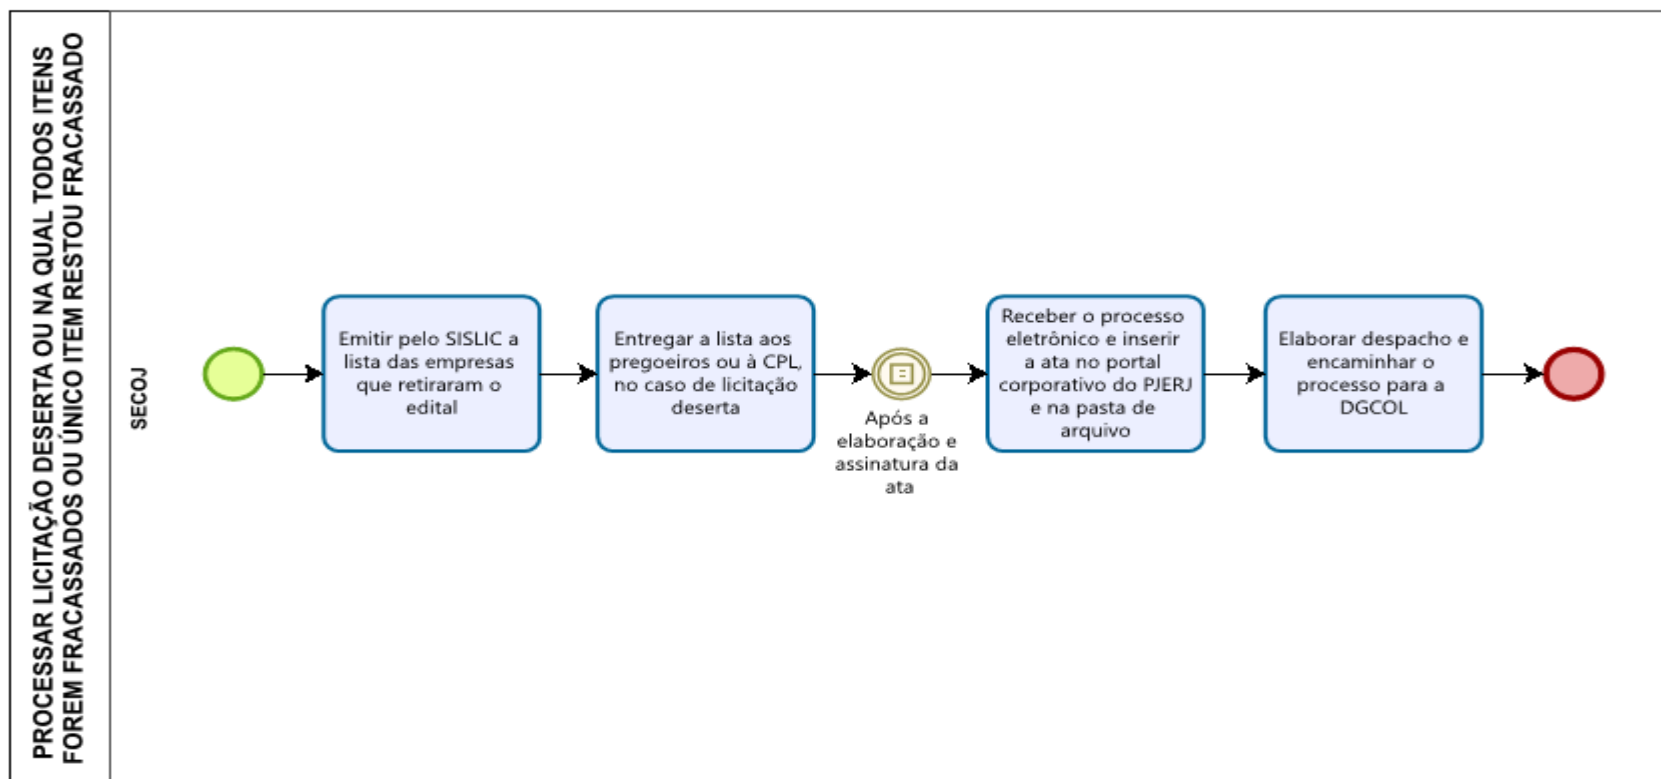 PROCESSAR LICITAÇÃO DESERTA OU NA QUAL TODOS ITENS
FOREM FRACASSADOS OU ÚNICO ITEM RESTOU FRACASSADO
SECOJ
Emitir pelo SISLIC a
lista das empresas
que retiraram o
edital
Entregar a lista aos
pregoeiros ou à CPL,
no caso de licitação
deserta
Após a
elaboração e
assinatura da
ata
Receber o processo
eletrônico e inserir
a ata no portal
corporativo do PJERJ
e na pasta de
arquivo
Elaborar despacho e
encaminhar o
processo para a
DGCOL